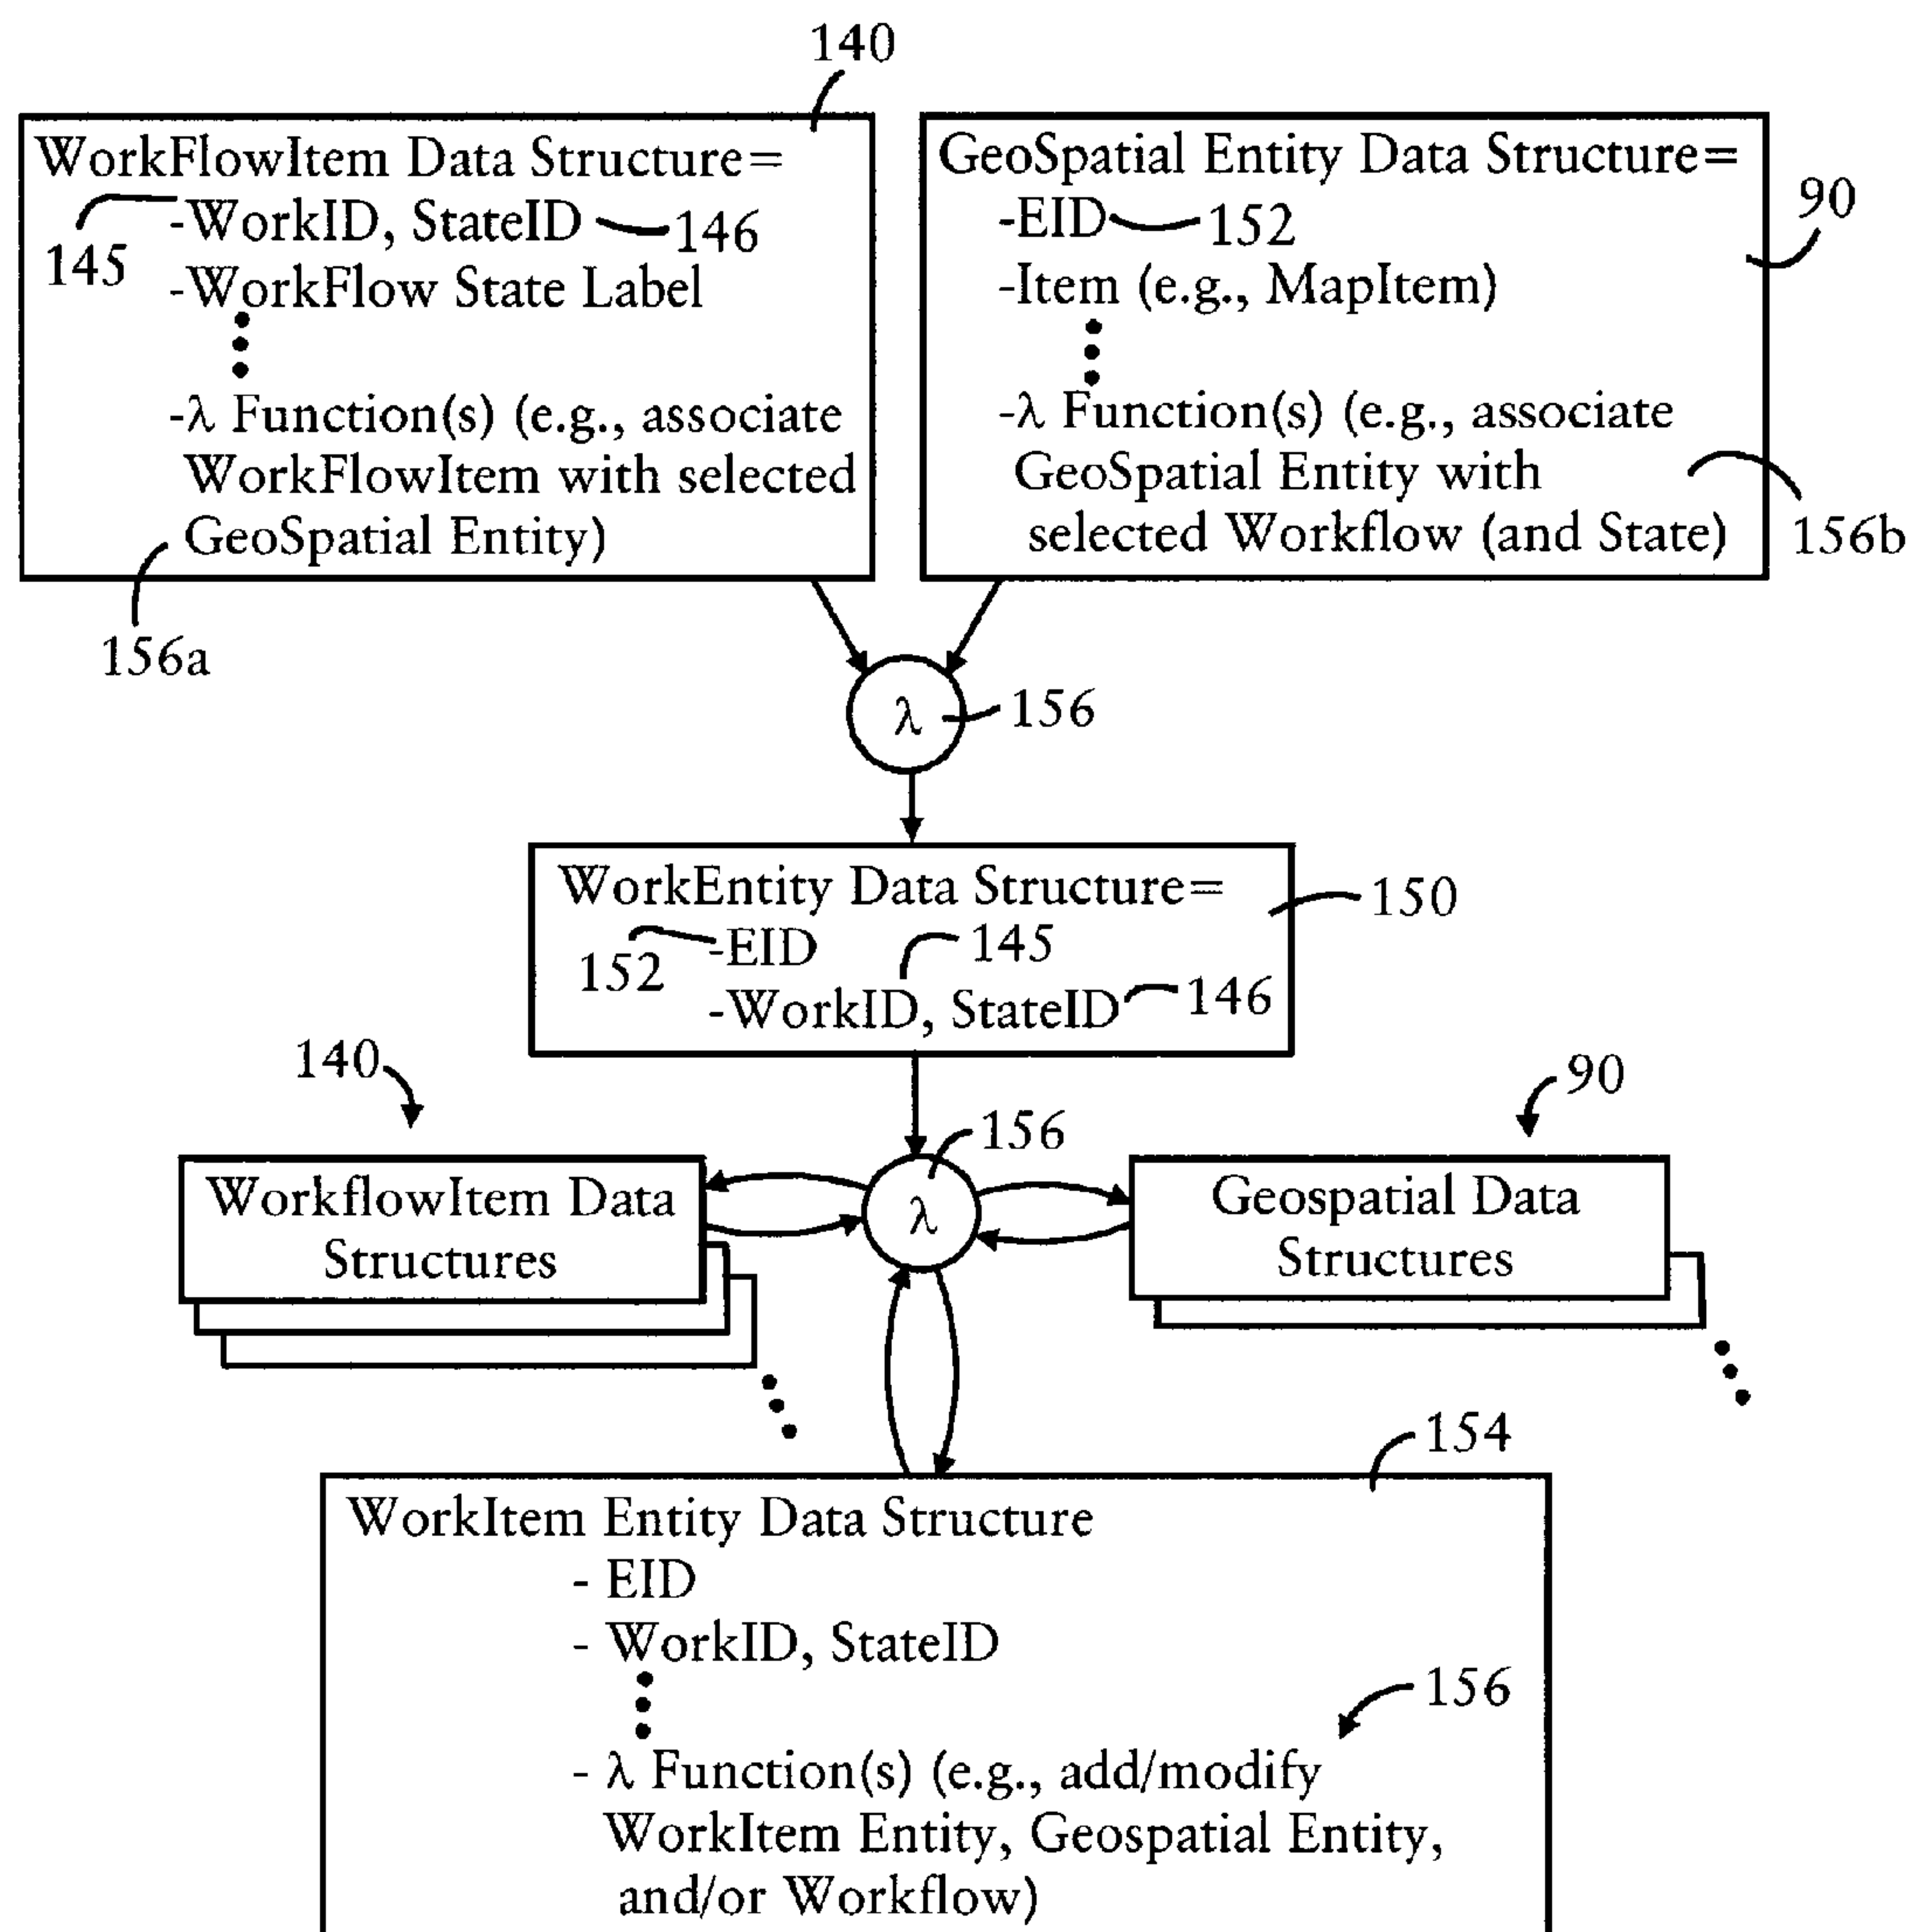 140
WorkFlowItem Data Structure=
-WorkID, StateID
146
145
-WorkFlow State Label
-λ Function(s) (e.g., associate
WorkFlowItem with selected
GeoSpatial Entity)
156a
GeoSpatial Entity Data Structure=
90
-EID
152
-Item (e.g., MapItem)
-λ Function(s) (e.g., associate
GeoSpatial Entity with
selected Workflow (and State)
156b
λ
156
WorkEntity Data Structure=
150
-EID
145
152
-WorkID, StateID
146
140
90
156
WorkflowItem Data
Structures
λ
Geospatial Data
Structures
154
WorkItem Entity Data Structure
- EID
- WorkID, StateID
156
- λ Function(s) (e.g., add/modify
WorkItem Entity, Geospatial Entity,
and/or Workflow)